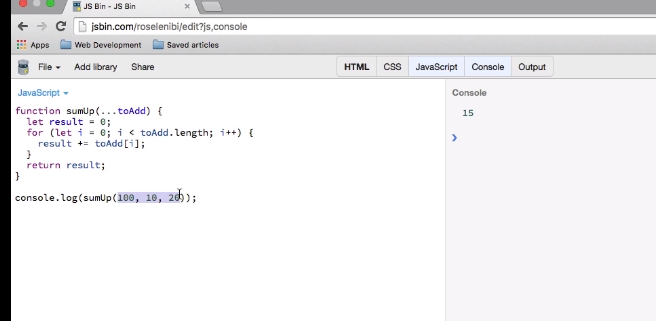 JS Bin - JS Bin
jsbin.com/roselenibi/edit?js,console
Apps Web Development Saved articles
File Add library Share HTML CSS JavaScript Console Output
JavaScript
function sumUp(...toAdd) {
let result = 0;
for (let i = 0; i < toAdd.length; i++) {
result += toAdd[i];
}
return result;
}
console.log(sumUp(100, 10, 20));
Console
15